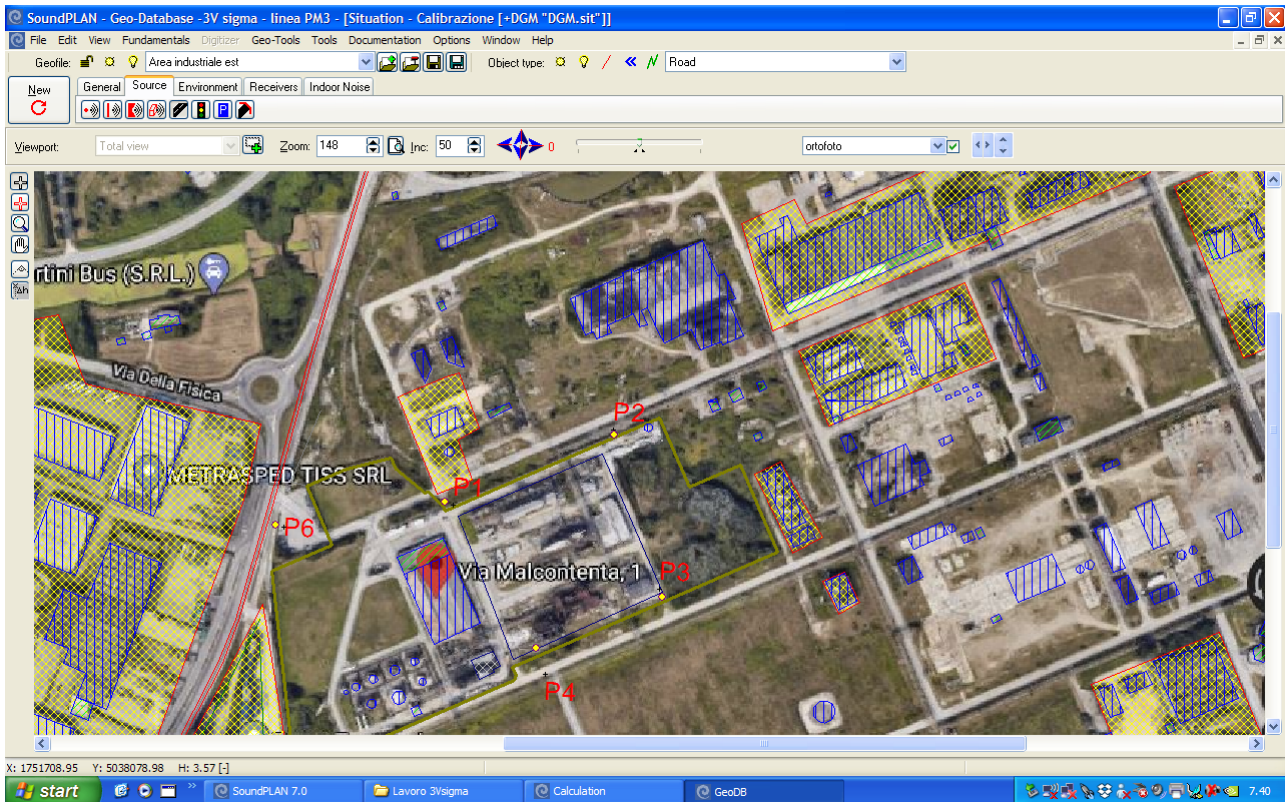 SoundPLAN - Geo-Database -3V sigma - linea PM3 - [Situation - Calibrazione [+DGM "DGM.sit"]]
File Edit View Fundamentals Digitizer Geo-Tools Tools Documentation Options Window Help
Geofile: Area industriale est Object type: Road
New General Source Environment Receivers Indoor Noise
Viewport: Total view Zoom: 148 Inc: 50 0 ortofoto
rtini Bus (S.R.L.)
Via Della Fisica
P2
METRASPED TISS SRL
P1
P6
Via Malcontenta, 1
P3
P4
X: 1751708.95 Y: 5038078.98 H: 3.57 [-]
start SoundPLAN 7.0 Lavoro 3Vsigma Calculation GeoDB 7.40